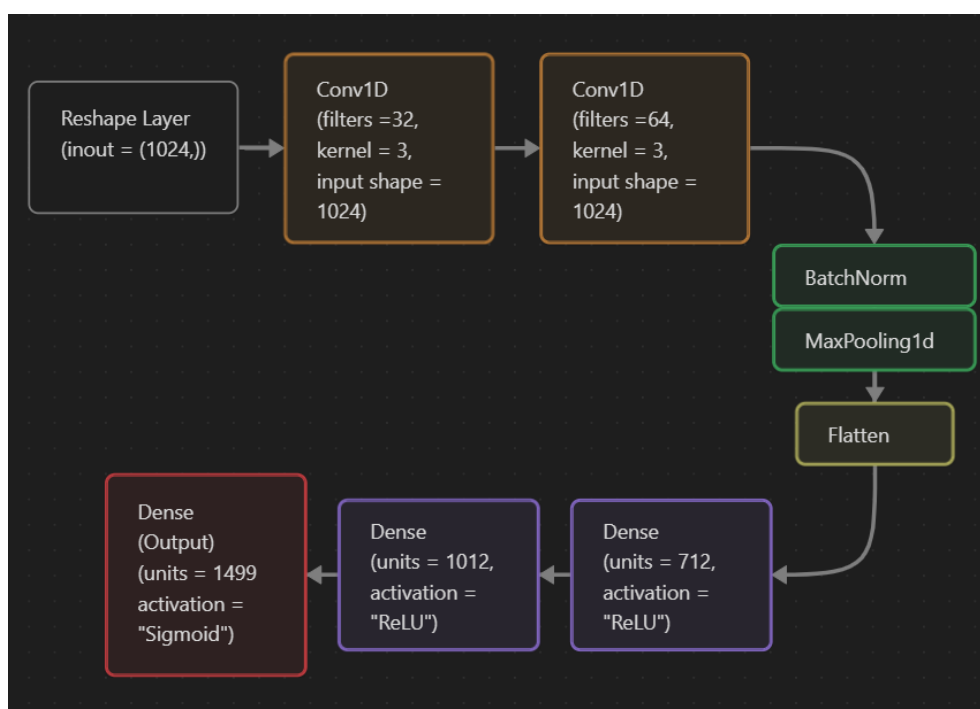 Reshape Layer
(inout = (1024,))
Conv1D
(filters =32,
kernel = 3,
input shape =
1024)
Conv1D
(filters =64,
kernel = 3,
input shape =
1024)
BatchNorm
MaxPooling1d
Flatten
Dense
(units = 712,
activation =
"ReLU")
Dense
(units = 1012,
activation =
"ReLU")
Dense
(Output)
(units = 1499
activation =
"Sigmoid")